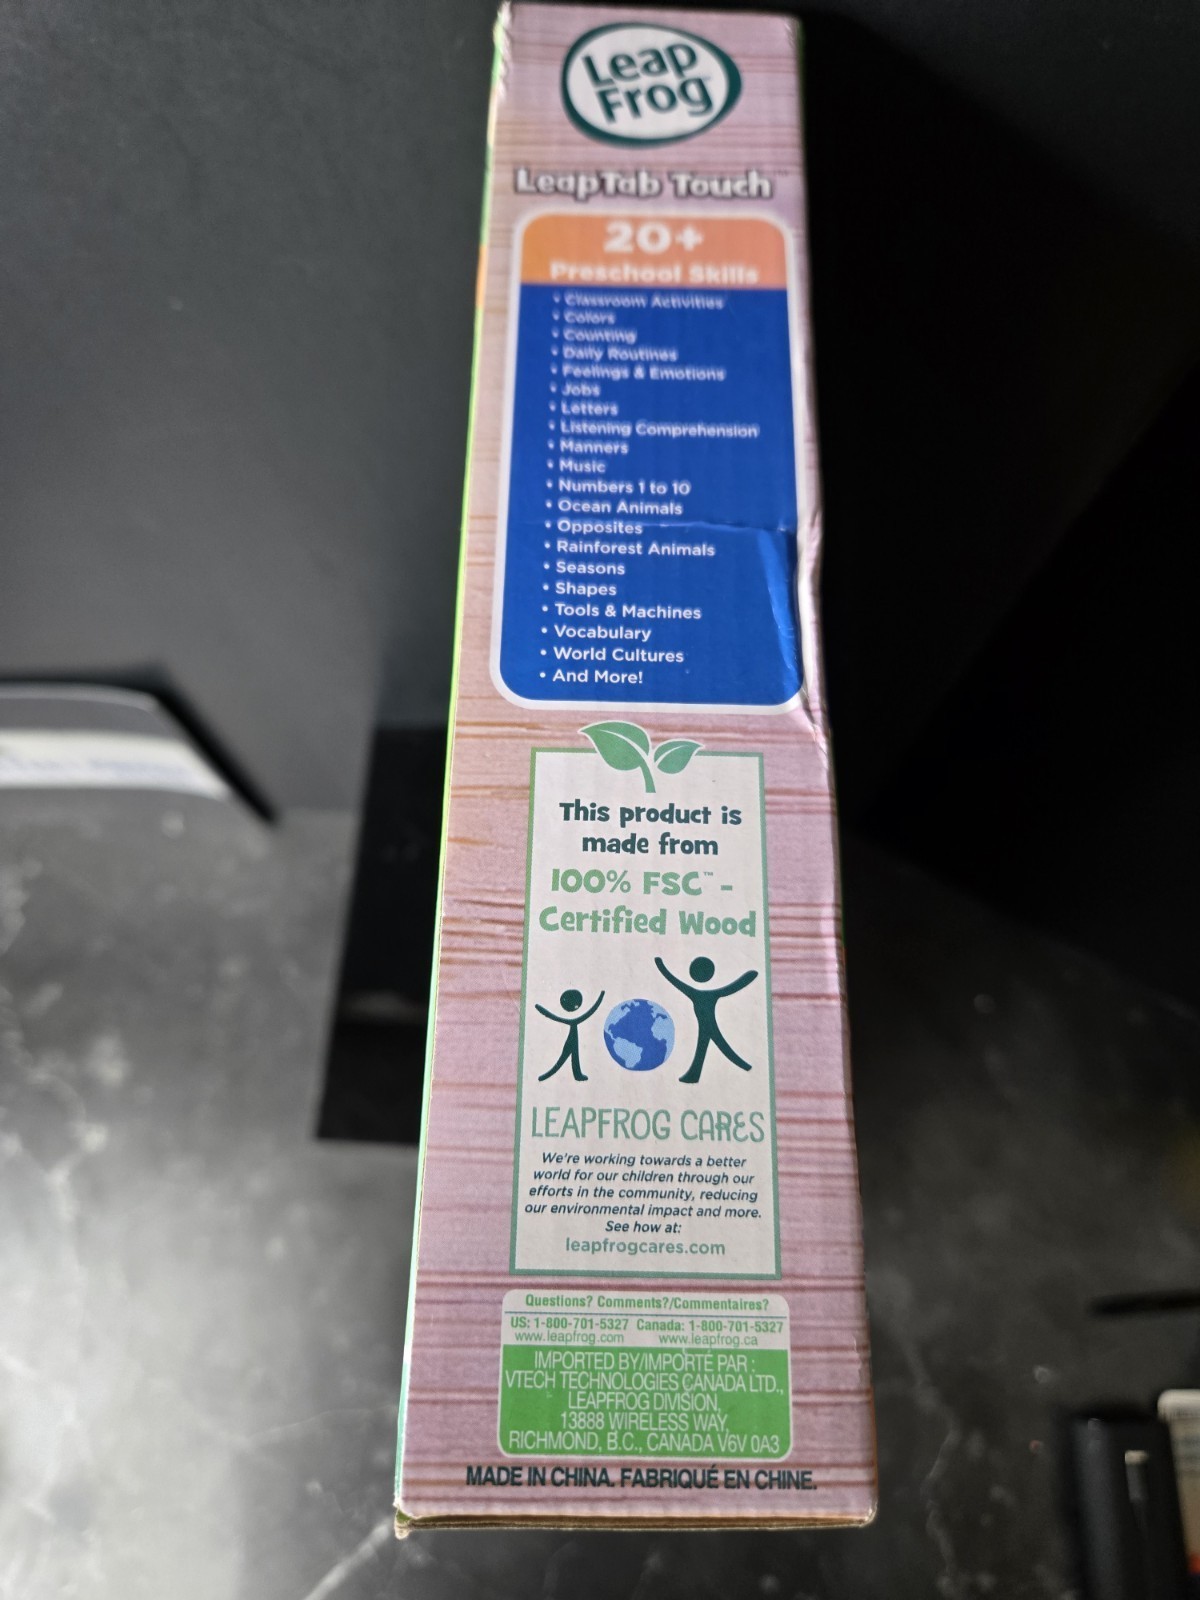 Leap
Frog
LeapTab Touch™
20+
Preschool Skills
• Classroom Activities
• Colors
• Counting
• Daily Routines
• Feelings & Emotions
• Jobs
• Letters
• Listening Comprehension
• Manners
• Music
• Numbers 1 to 10
• Ocean Animals
• Opposites
• Rainforest Animals
• Seasons
• Shapes
• Tools & Machines
• Vocabulary
• World Cultures
• And More!
This product is
made from
100% FSC™ -
Certified Wood
LEAPFROG CARES
We're working towards a better
world for our children through our
efforts in the community, reducing
our environmental impact and more.
See how at:
leapfrogcares.com
Questions? Comments?/Commentaires?
US: 1-800-701-5327 Canada: 1-800-701-5327
www.leapfrog.com www.leapfrog.ca
IMPORTED BY/IMPORTÉ PAR :
VTECH TECHNOLOGIES CANADA LTD.,
LEAPFROG DIVISION,
13888 WIRELESS WAY,
RICHMOND, B.C., CANADA V6V 0A3
MADE IN CHINA. FABRIQUÉ EN CHINE.